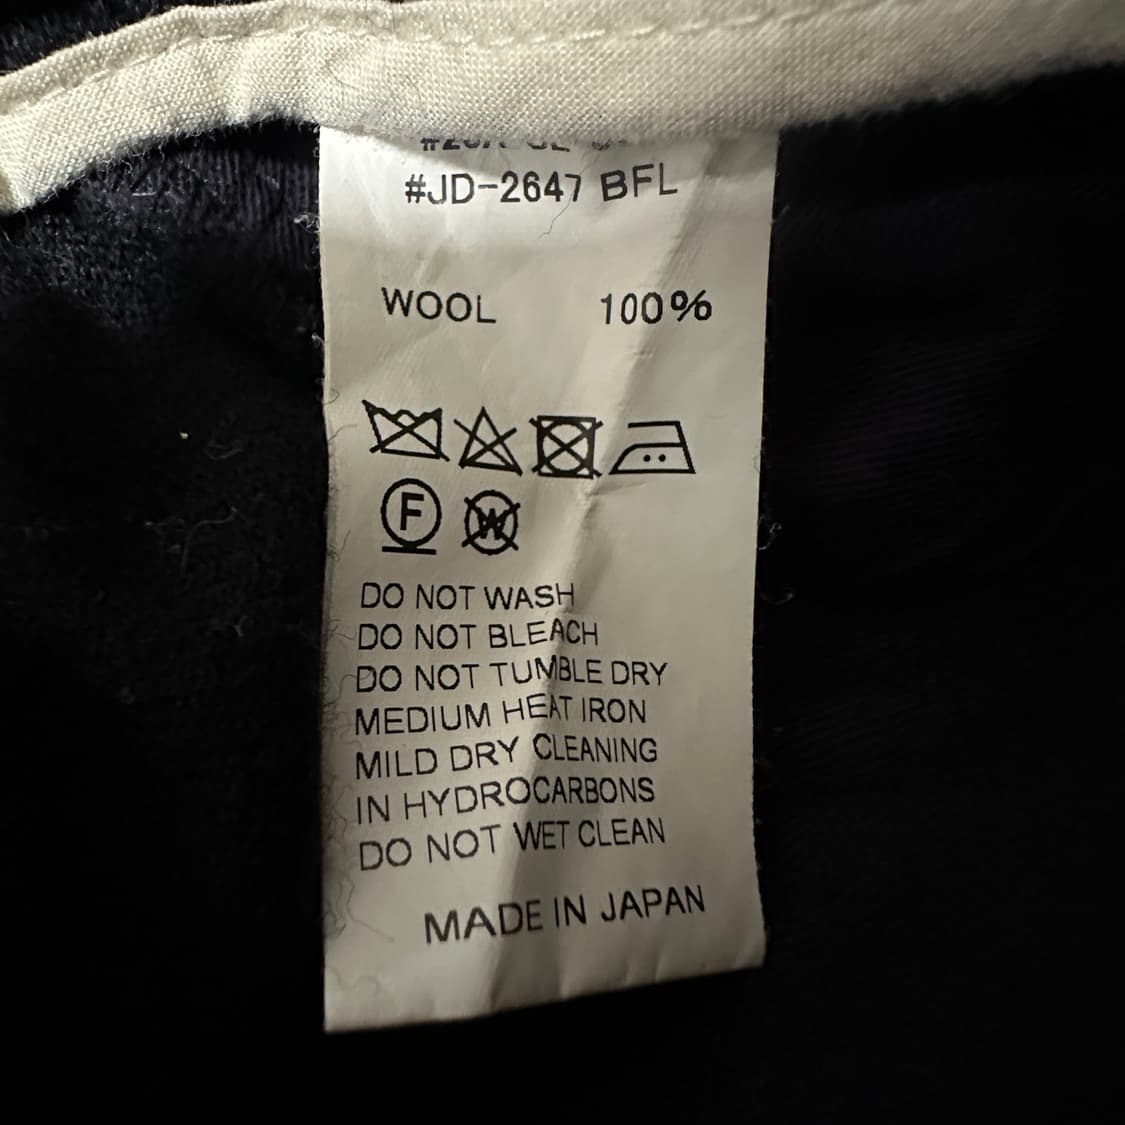 #JD-2647 BFL
WOOL 100%
F W
DO NOT WASH
DO NOT BLEACH
DO NOT TUMBLE DRY
MEDIUM HEAT IRON
MILD DRY CLEANING
IN HYDROCARBONS
DO NOT WET CLEAN
MADE IN JAPAN